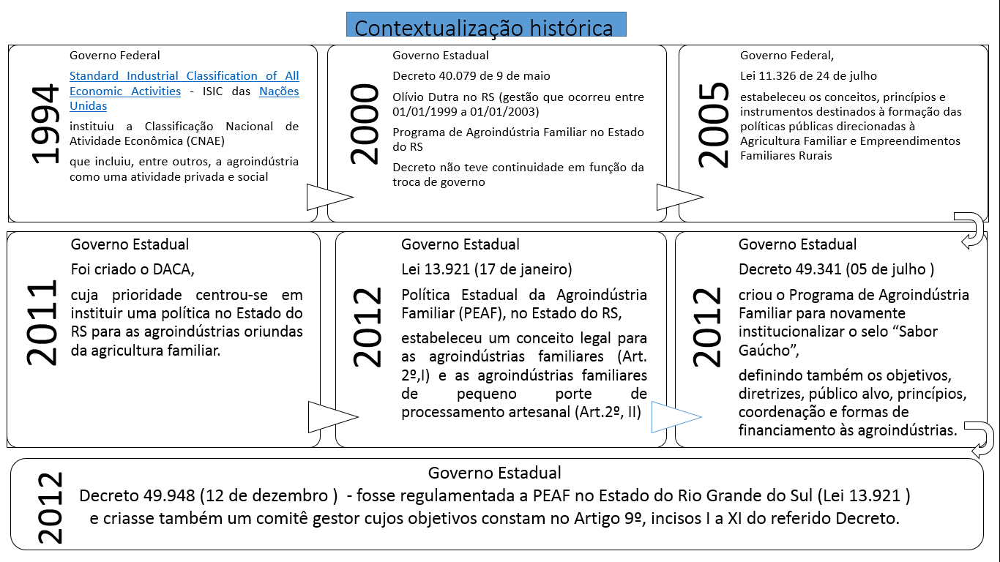 Contextualização histórica
1994
Governo Federal
Standard Industrial Classification of All
Economic Activities - ISIC das Nações
Unidas
instituiu a Classificação Nacional de
Atividade Econômica (CNAE)
que incluiu, entre outros, a agroindústria
como uma atividade privada e social
2000
Governo Estadual
Decreto 40.079 de 9 de maio
Olívio Dutra no RS (gestão que ocorreu entre
01/01/1999 a 01/01/2003)
Programa de Agroindústria Familiar no Estado
do RS
Decreto não teve continuidade em função da
troca de governo
2005
Governo Federal,
Lei 11.326 de 24 de julho
estabeleceu os conceitos, princípios e
instrumentos destinados à formação das
políticas públicas direcionadas à
Agricultura Familiar e Empreendimentos
Familiares Rurais
2011
Governo Estadual
Foi criado o DACA,
cuja prioridade centrou-se em
instituir uma política no Estado do
RS para as agroindústrias oriundas
da agricultura familiar.
2012
Governo Estadual
Lei 13.921 (17 de janeiro)
Política Estadual da Agroindústria
Familiar (PEAF), no Estado do RS,
estabeleceu um conceito legal para
as agroindústrias familiares (Art.
2º,I) e as agroindústrias familiares
de pequeno porte de
processamento artesanal (Art.2º, II)
2012
Governo Estadual
Decreto 49.341 (05 de julho )
criou o Programa de Agroindústria
Familiar para novamente
institucionalizar o selo “Sabor
Gaúcho”,
definindo também os objetivos,
diretrizes, público alvo, princípios,
coordenação e formas de
financiamento às agroindústrias.
2012
Governo Estadual
Decreto 49.948 (12 de dezembro ) - fosse regulamentada a PEAF no Estado do Rio Grande do Sul (Lei 13.921 )
e criasse também um comitê gestor cujos objetivos constam no Artigo 9º, incisos I a XI do referido Decreto.